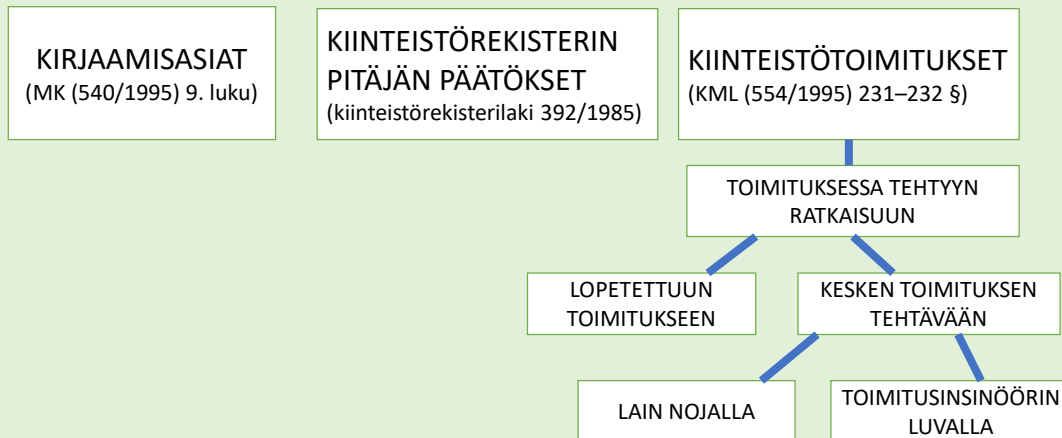 KIRJAAMISASIAT
(MK (540/1995) 9. luku)
KIINTEISTÖREKISTERIN
PITÄJÄN PÄÄTÖKSET
(kiinteistörekisterilaki 392/1985)
KIINTEISTÖTOIMITUKSET
(KML (554/1995) 231–232 §)
TOIMITUKSESSA TEHTYYN
RATKAISUUN
LOPETETTUUN
TOIMITUKSEEN
KESKEN TOIMITUKSEN
TEHTÄVÄÄN
LAIN NOJALLA
TOIMITUSINSINÖÖRIN
LUVALLA